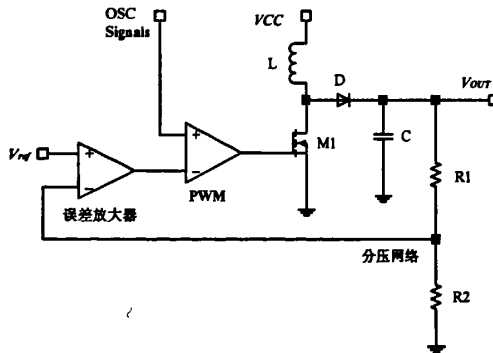 OSC
Signals
VCC
L
D
VOUT
M1
C
Vref
+
−
+
−
PWM
误差放大器
R1
分压网络
R2